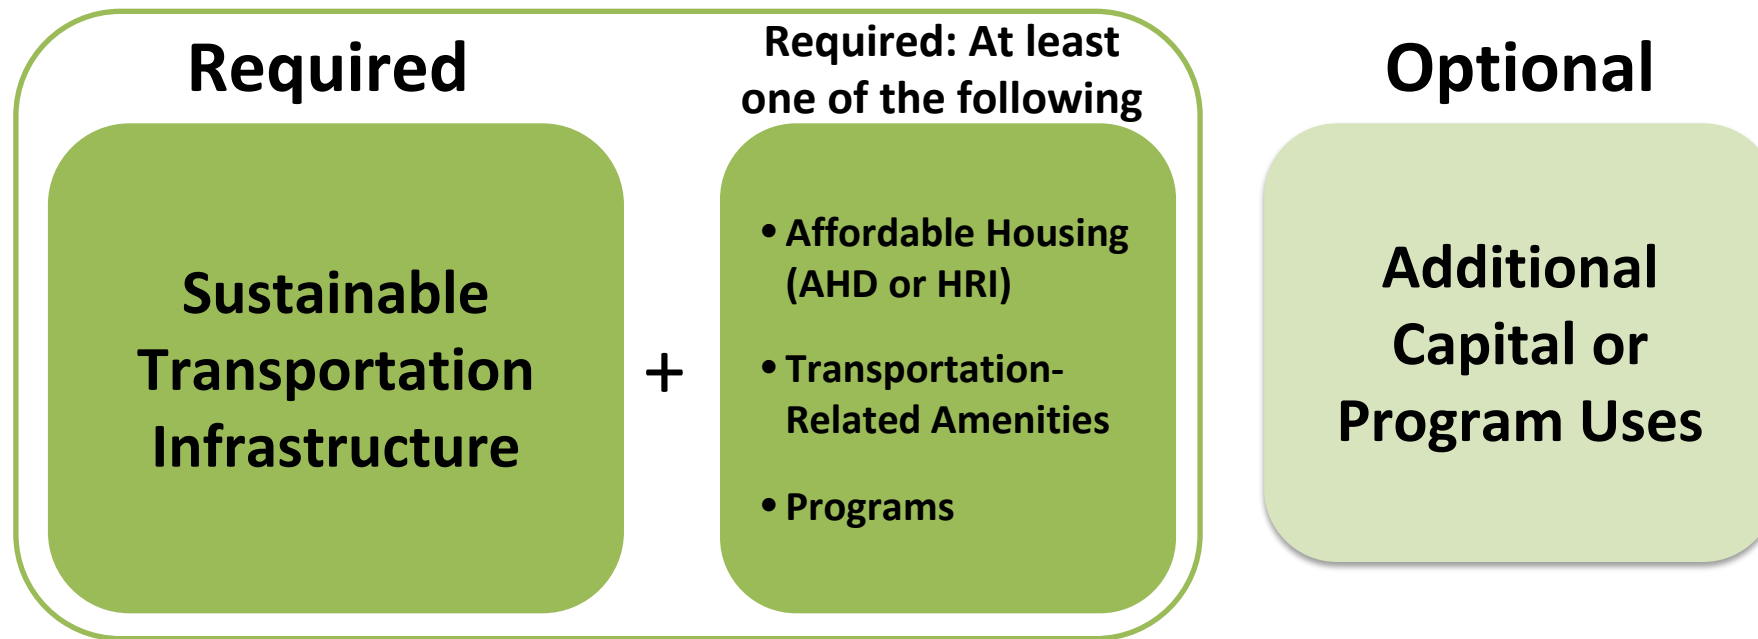 Required
Sustainable
Transportation
Infrastructure
+
Required: At least
one of the following
• Affordable Housing
(AHD or HRI)
• Transportation-
Related Amenities
• Programs
Optional
Additional
Capital or
Program Uses